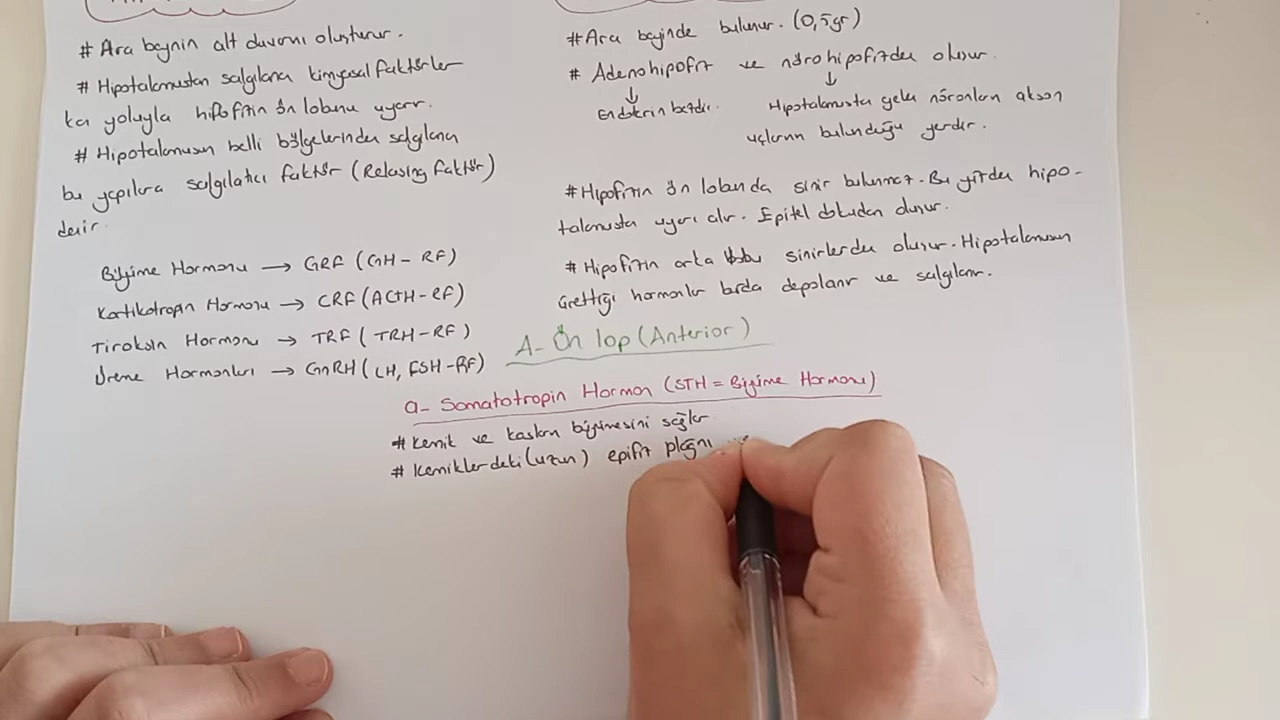 # Ara beynin alt duvarını oluşturur.
# Hipotalamustan salgılanan kimyasal faktörler
kan yoluyla hipofizin ön lobunu uyarır.
# Hipotalamusun belli bölgelerinden salgılanan
bu yapılara salgılatıcı faktör (Relasing faktör)
denir.
Büyüme Hormonu → GRF (GH - RF)
Kortikotropin Hormonu → CRF (ACTH-RF)
Tiroksin Hormonu → TRF (TRH-RF)
Üreme Hormonları → GnRH (LH, FSH-RF)
# Ara beyinde bulunur. (0,5gr)
# Adenohipofiz ve nörohipofizden oluşur.
↓ ↓
Endokrin bezdir. Hipotalamustan gelen nöronların akson
uçlarının bulunduğu yerdir.
# Hipofizin ön lobunda sinir bulunmaz. Bu yüzden hipo-
talamustan uyarı alır. Epitel dokudan oluşur.
# Hipofizin arka lobu sinirlerden oluşur. Hipotalamusun
ürettiği hormonlar burda depolanır ve salgılanır.
A- Ön lop (Anterior)
a- Somatotropin Hormon (STH = Büyüme Hormonu)
# Kemik ve kasların büyümesini sağlar
# Kemiklerdeki (uzun) epifiz plağını